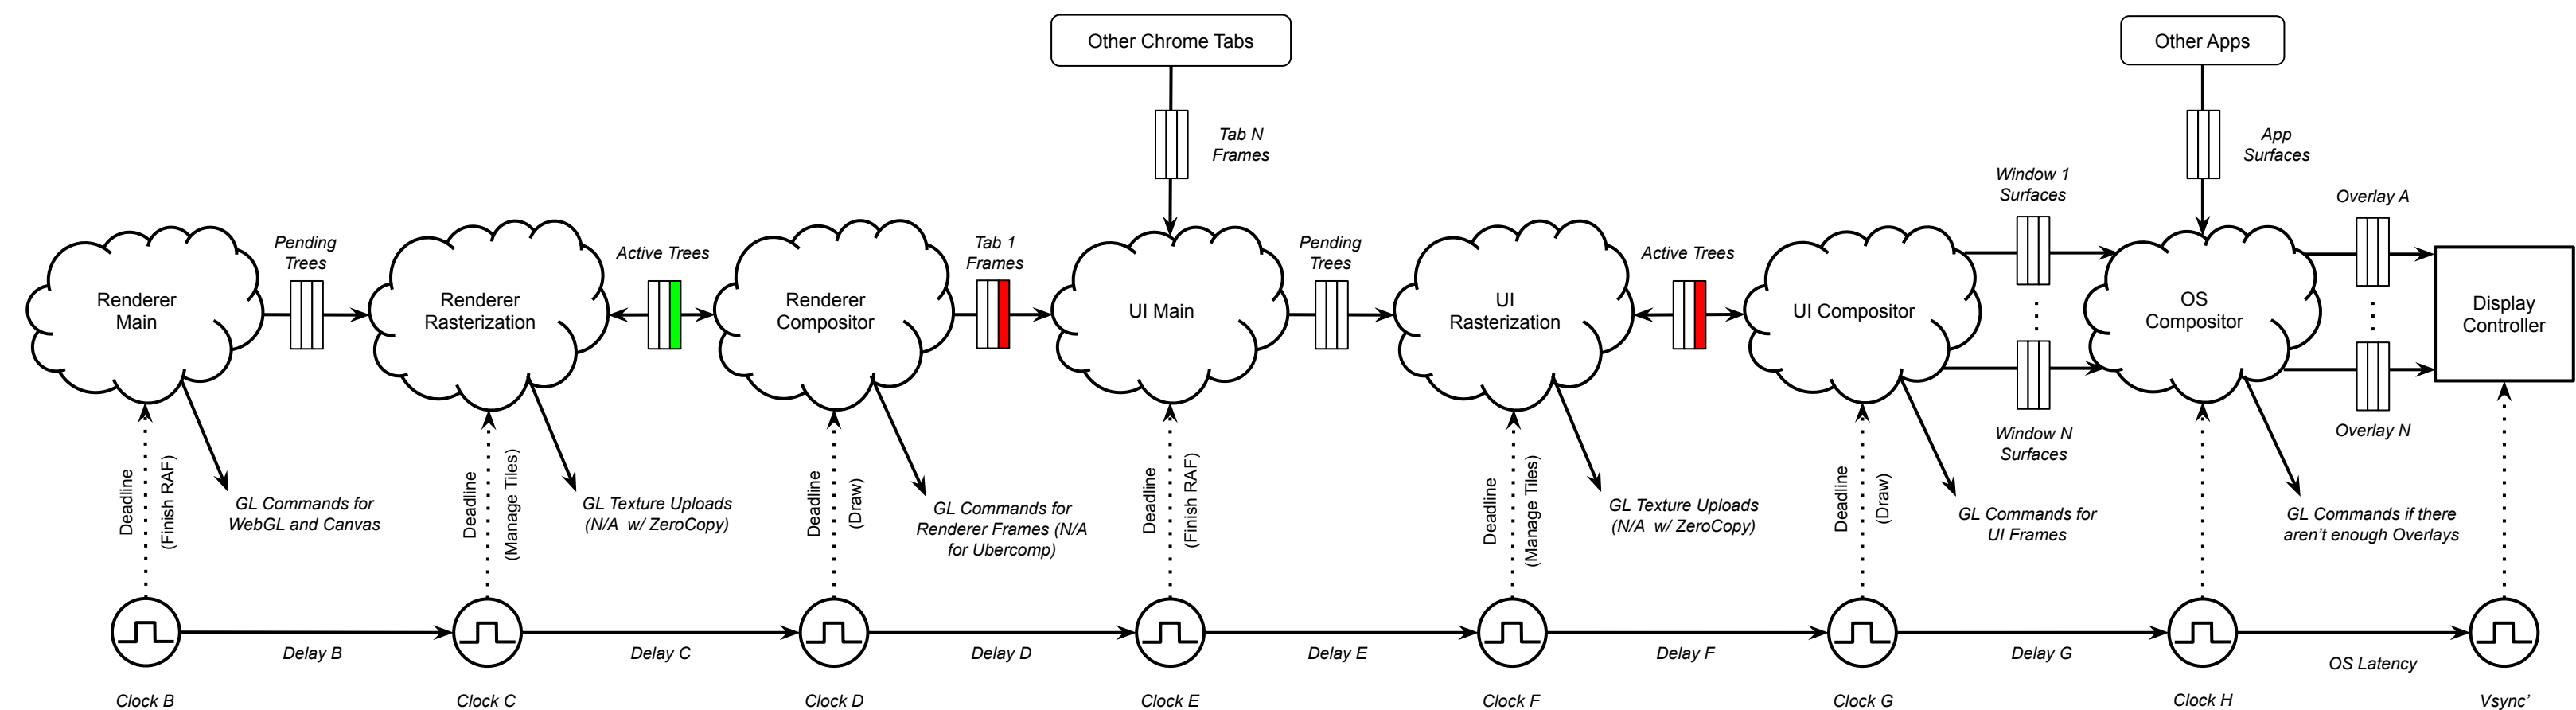 Other Chrome Tabs
Other Apps
Tab N
Frames
App
Surfaces
Window 1
Surfaces
Overlay A
Pending
Trees
Active Trees
Tab 1
Frames
Pending
Trees
Active Trees
Renderer
Main
Renderer
Rasterization
Renderer
Compositor
UI Main
UI
Rasterization
UI Compositor
OS
Compositor
Display
Controller
Window N
Surfaces
Overlay N
Deadline
(Finish RAF)
GL Commands for
WebGL and Canvas
Deadline
(Manage Tiles)
GL Texture Uploads
(N/A w/ ZeroCopy)
Deadline
(Draw)
GL Commands for
Renderer Frames (N/A
for Ubercomp)
Deadline
(Finish RAF)
Deadline
(Manage Tiles)
GL Texture Uploads
(N/A w/ ZeroCopy)
Deadline
(Draw)
GL Commands for
UI Frames
GL Commands if there
aren't enough Overlays
Delay B
Delay C
Delay D
Delay E
Delay F
Delay G
OS Latency
Clock B
Clock C
Clock D
Clock E
Clock F
Clock G
Clock H
Vsync’